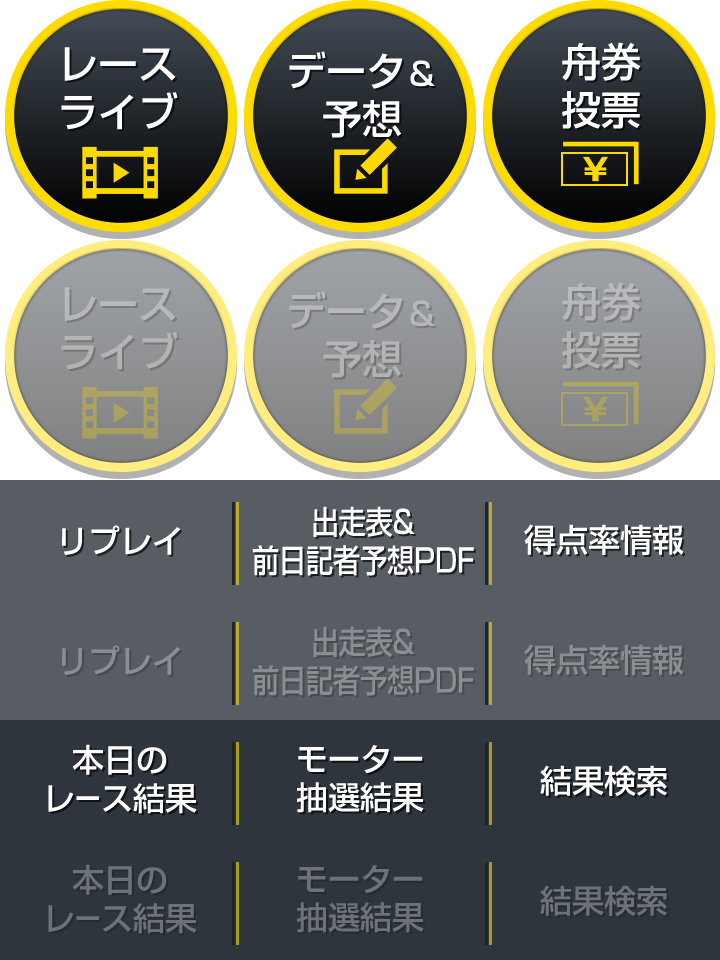 レース
ライブ
データ&
予想
舟券
投票
¥
レース
ライブ
データ&
予想
舟券
投票
¥
リプレイ
出走表&
前日記者予想PDF
得点率情報
リプレイ
出走表&
前日記者予想PDF
得点率情報
本日の
レース結果
モーター
抽選結果
結果検索
本日の
レース結果
モーター
抽選結果
結果検索